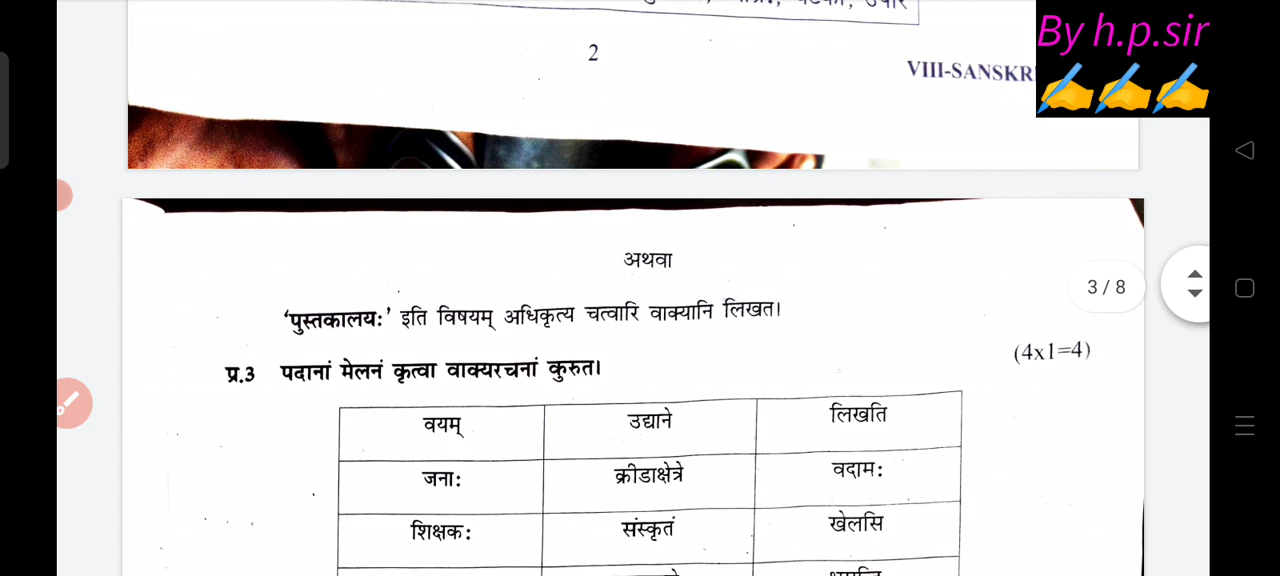 By h.p.sir
2
VIII-SANSKRI
3 / 8
अथवा
‘पुस्तकालयः’ इति विषयम् अधिकृत्य चत्वारि वाक्यानि लिखत।
(4x1=4)
प्र.3 पदानां मेलनं कृत्वा वाक्यरचनां कुरुत।
वयम् उद्याने लिखति
जनाः क्रीडाक्षेत्रे वदामः
शिक्षकः संस्कृतं खेलसि